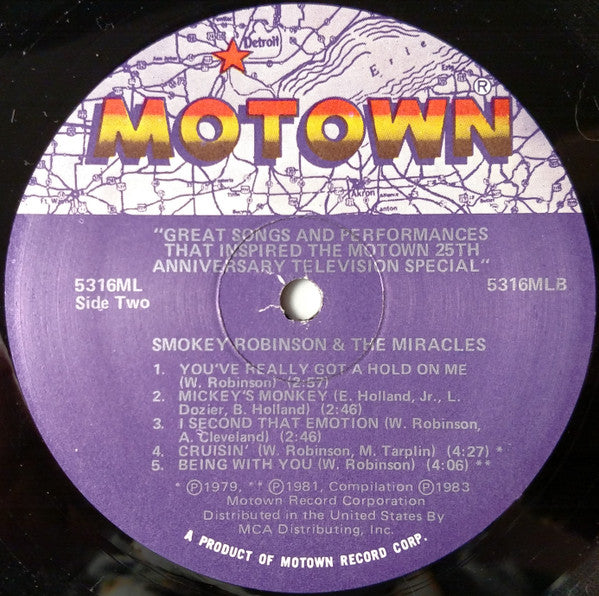 Detroit
Erie
MOTOWN®
Akron
Canton
"GREAT SONGS AND PERFORMANCES
THAT INSPIRED THE MOTOWN 25TH
ANNIVERSARY TELEVISION SPECIAL"
5316ML
Side Two
5316MLB
SMOKEY ROBINSON & THE MIRACLES
1. YOU'VE REALLY GOT A HOLD ON ME
(W. Robinson) (2:57)
2. MICKEY'S MONKEY (E. Holland, Jr., L.
Dozier, B. Holland) (2:46)
3. I SECOND THAT EMOTION (W. Robinson,
A. Cleveland) (2:46)
4. CRUISIN' (W. Robinson, M. Tarplin) (4:27) *
5. BEING WITH YOU (W. Robinson) (4:06) **
* ℗1979, ** ℗1981, Compilation ℗1983
Motown Record Corporation
Distributed in the United States By
MCA Distributing, Inc.
A PRODUCT OF MOTOWN RECORD CORP.